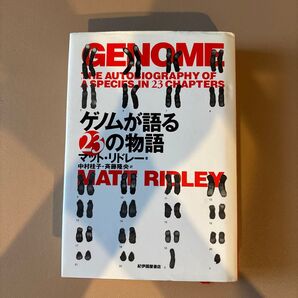 GENOME
THE AUTOBIOGRAPHY OF
A SPECIES IN 23 CHAPTERS
ゲノムが語る
23の物語
マット・リドレー 著
中村桂子・斉藤隆央 訳
MATT RIDLEY
紀伊國屋書店